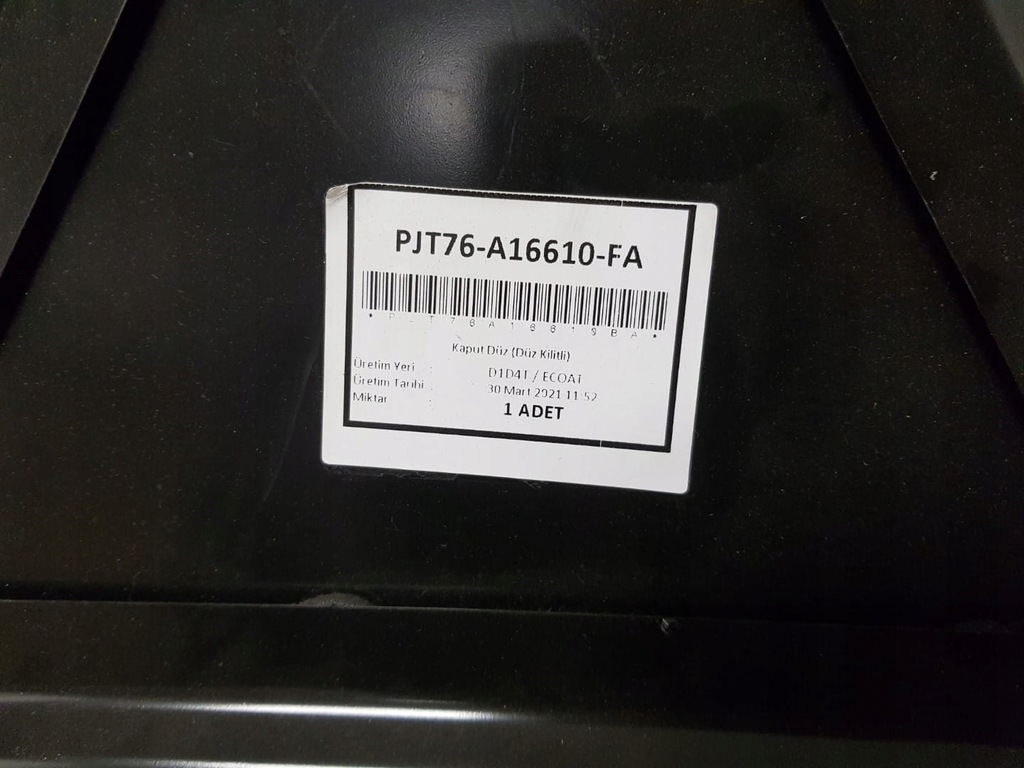 PJT76-A16610-FA
Kaput Düz (Düz Kilitli)
Üretim Yeri : D1D4T / ECOAT
Üretim Tarihi : 30 Mart 2021 11:52
Miktar : 1 ADET